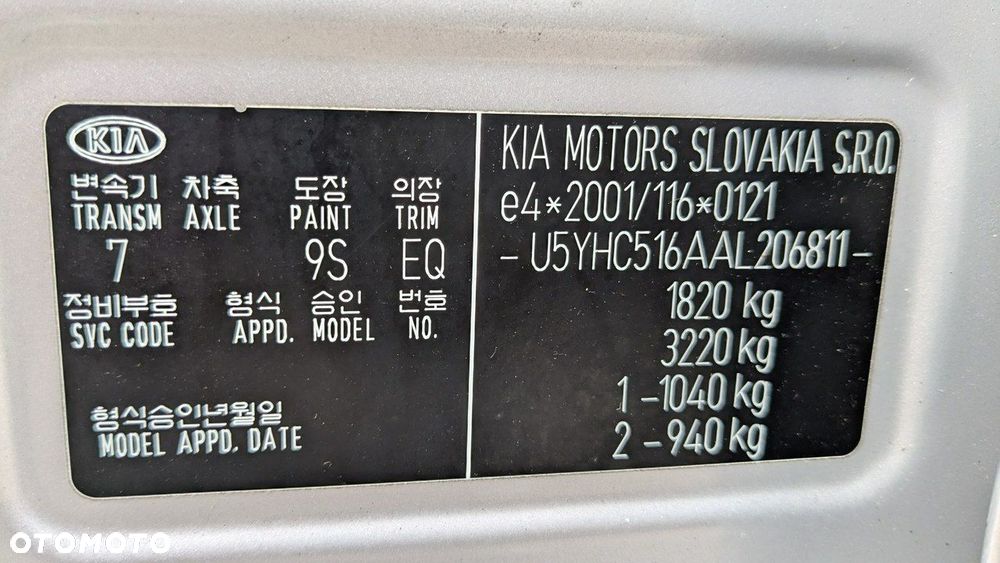 KIA
변속기 차축 도장 의장
TRANSM AXLE PAINT TRIM
7 9S EQ
정비부호 형식 승인 번호
SVC CODE APPD. MODEL NO.
형식승인년월일
MODEL APPD. DATE
KIA MOTORS SLOVAKIA S.R.O.
e4*2001/116*0121
- U5YHC516AAL206811 -
1820 kg
3220 kg
1 - 1040 kg
2 - 940 kg
OTOMOTO